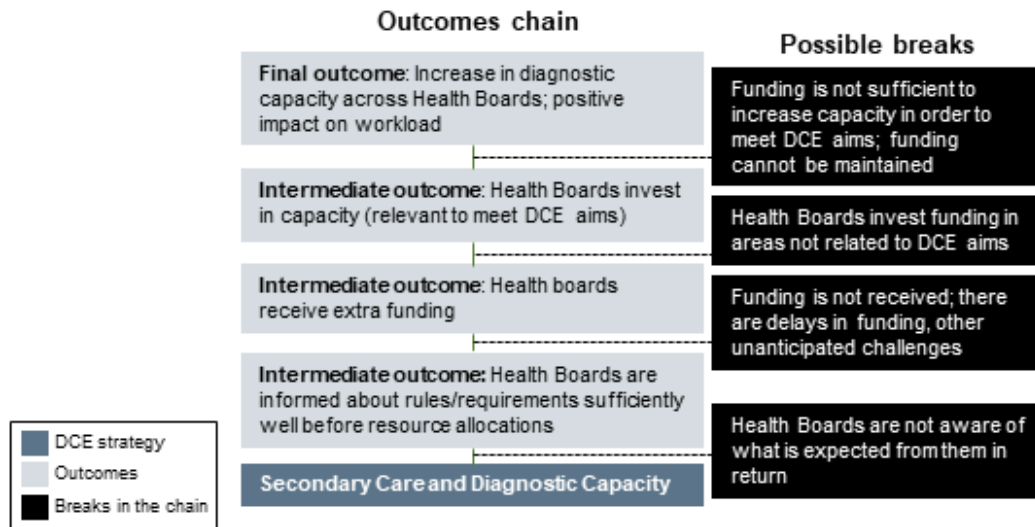 Outcomes chain
Final outcome: Increase in diagnostic
capacity across Health Boards; positive
impact on workload
Intermediate outcome: Health Boards invest
in capacity (relevant to meet DCE aims)
Intermediate outcome: Health boards
receive extra funding
Intermediate outcome: Health Boards are
informed about rules/requirements sufficiently
well before resource allocations
Secondary Care and Diagnostic Capacity
Possible breaks
Funding is not sufficient to
increase capacity in order to
meet DCE aims; funding
cannot be maintained
Health Boards invest funding in
areas not related to DCE aims
Funding is not received; there
are delays in funding, other
unanticipated challenges
Health Boards are not aware of
what is expected from them in
return
DCE strategy
Outcomes
Breaks in the chain